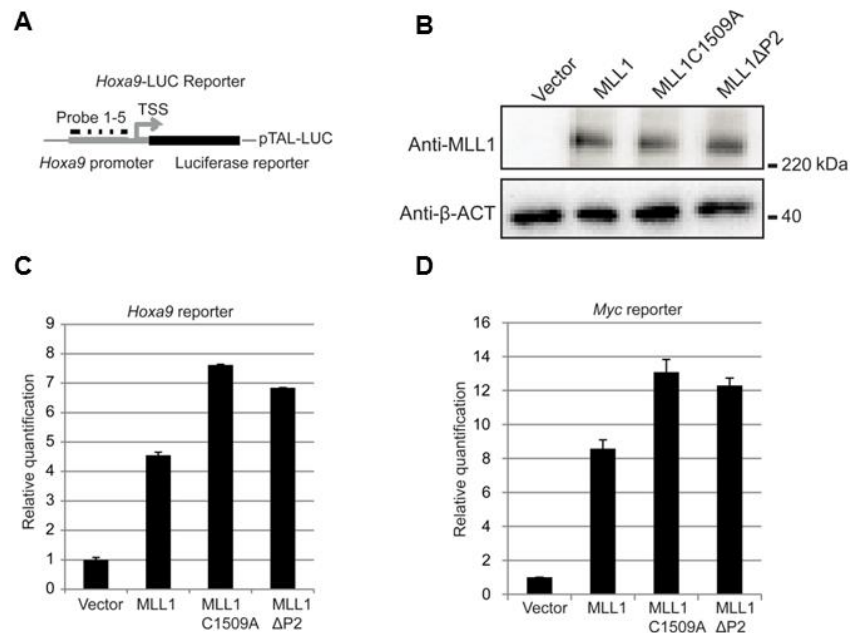 A
Hoxa9-LUC Reporter
Probe 1-5
TSS
pTAL-LUC
Hoxa9 promoter
Luciferase reporter
B
Vector
MLL1
MLL1C1509A
MLL1ΔP2
Anti-MLL1
220 kDa
Anti-β-ACT
40
C
Hoxa9 reporter
Relative quantification
9
8
7
6
5
4
3
2
1
0
Vector
MLL1
MLL1
C1509A
MLL1
ΔP2
D
Myc reporter
Relative quantification
16
14
12
10
8
6
4
2
0
Vector
MLL1
MLL1
C1509A
MLL1
ΔP2